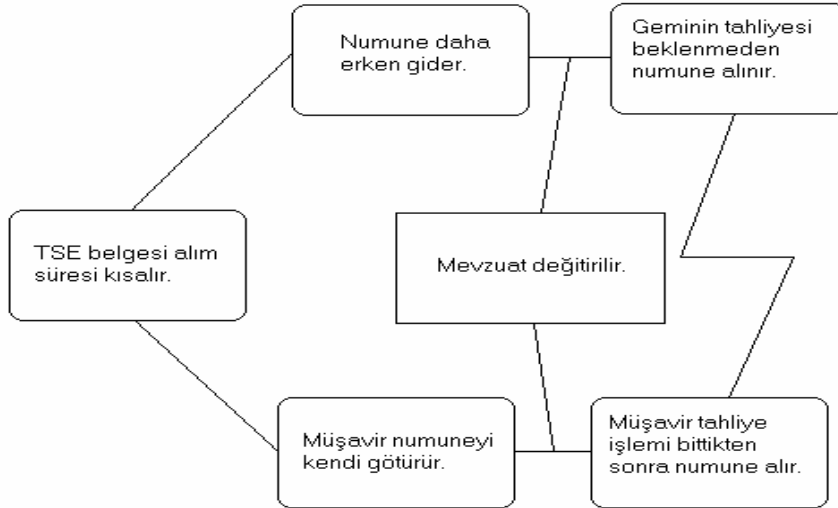 Numune daha
erken gider.
Geminin tahliyesi
beklenmeden
numune alınır.
TSE belgesi alım
süresi kısalır.
Mevzuat değitirilir.
Müşavir numuneyi
kendi götürür.
Müşavir tahliye
işlemi bittikten
sonra numune alır.